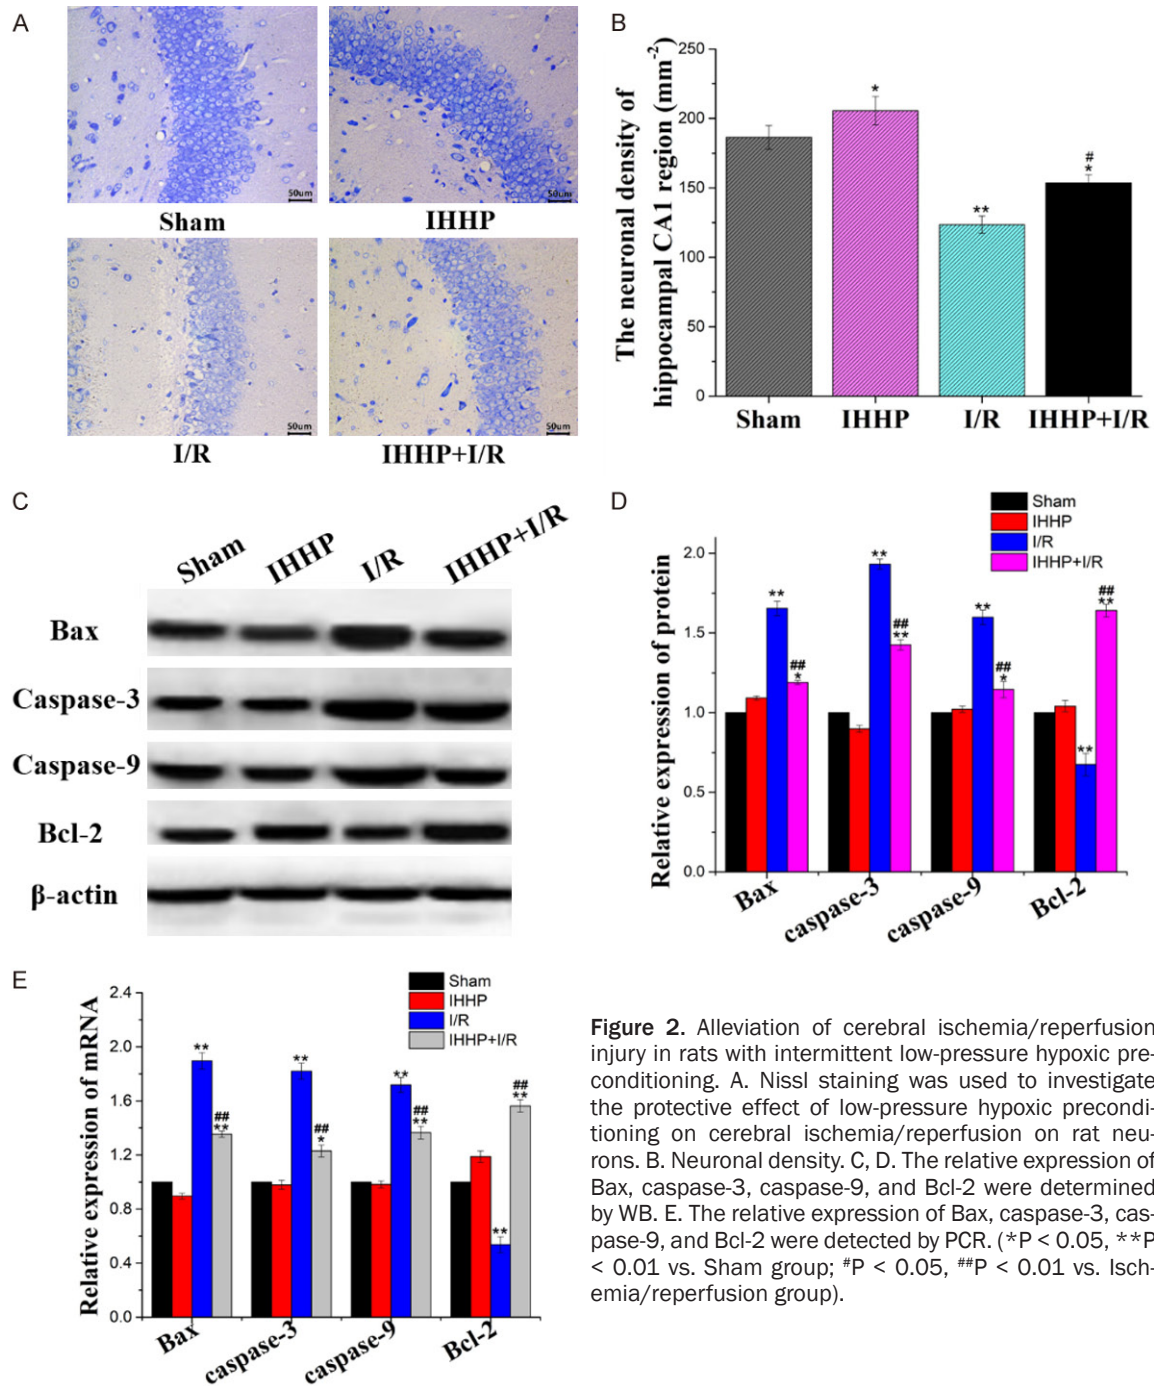 A
50um
50um
Sham
IHHP
50um
50um
I/R
IHHP+I/R
B
The neuronal density of
hippocampal CA1 region (mm-2)
250
200
150
100
50
0
*
**
#
*
Sham
IHHP
I/R
IHHP+I/R
C
Sham
IHHP
I/R
IHHP+I/R
Bax
Caspase-3
Caspase-9
Bcl-2
β-actin
D
Sham
IHHP
I/R
IHHP+I/R
Relative expression of protein
2.0
1.5
1.0
0.5
0.0
**
##
*
**
##
**
**
##
*
**
##
**
Bax
caspase-3
caspase-9
Bcl-2
E
Sham
IHHP
I/R
IHHP+I/R
Relative expression of mRNA
2.4
2.0
1.6
1.2
0.8
0.4
0.0
**
##
**
**
##
*
**
##
**
**
##
**
Bax
caspase-3
caspase-9
Bcl-2
Figure 2. Alleviation of cerebral ischemia/reperfusion
injury in rats with intermittent low-pressure hypoxic pre-
conditioning. A. Nissl staining was used to investigate
the protective effect of low-pressure hypoxic precondi-
tioning on cerebral ischemia/reperfusion on rat neu-
rons. B. Neuronal density. C, D. The relative expression of
Bax, caspase-3, caspase-9, and Bcl-2 were determined
by WB. E. The relative expression of Bax, caspase-3, cas-
pase-9, and Bcl-2 were detected by PCR. (*P < 0.05, **P
< 0.01 vs. Sham group; #P < 0.05, ##P < 0.01 vs. Isch-
emia/reperfusion group).